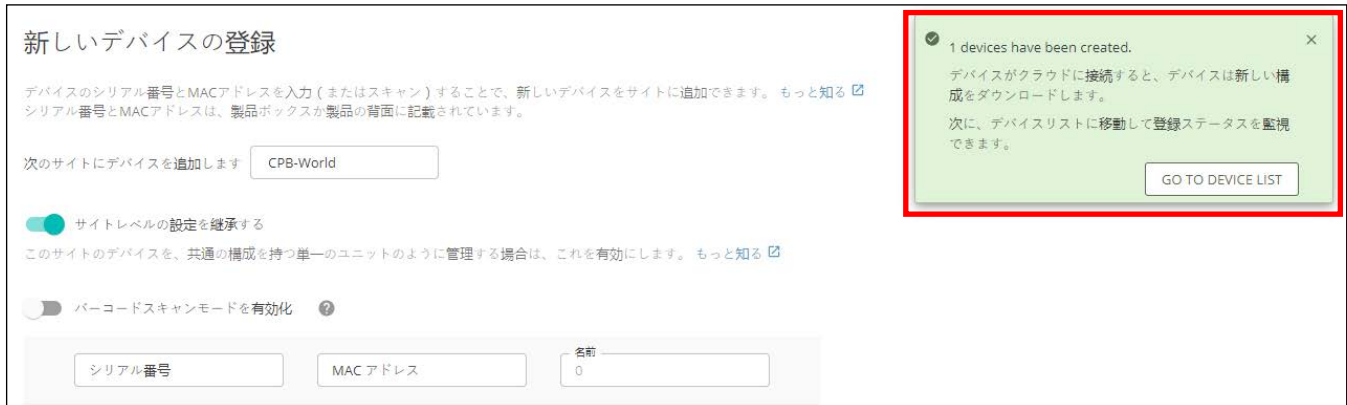 新しいデバイスの登録
デバイスのシリアル番号とMACアドレスを入力 ( またはスキャン ) することで、新しいデバイスをサイトに追加できます。 もっと知る
シリアル番号とMACアドレスは、製品ボックスか製品の背面に記載されています。
次のサイトにデバイスを追加します CPB-World
サイトレベルの設定を継承する
このサイトのデバイスを、共通の構成を持つ単一のユニットのように管理する場合は、これを有効にします。 もっと知る
バーコードスキャンモードを有効化 ?
名前
シリアル番号 MAC アドレス 0
1 devices have been created.
デバイスがクラウドに接続すると、デバイスは新しい構
成をダウンロードします。
次に、デバイスリストに移動して登録ステータスを監視
できます。
GO TO DEVICE LIST